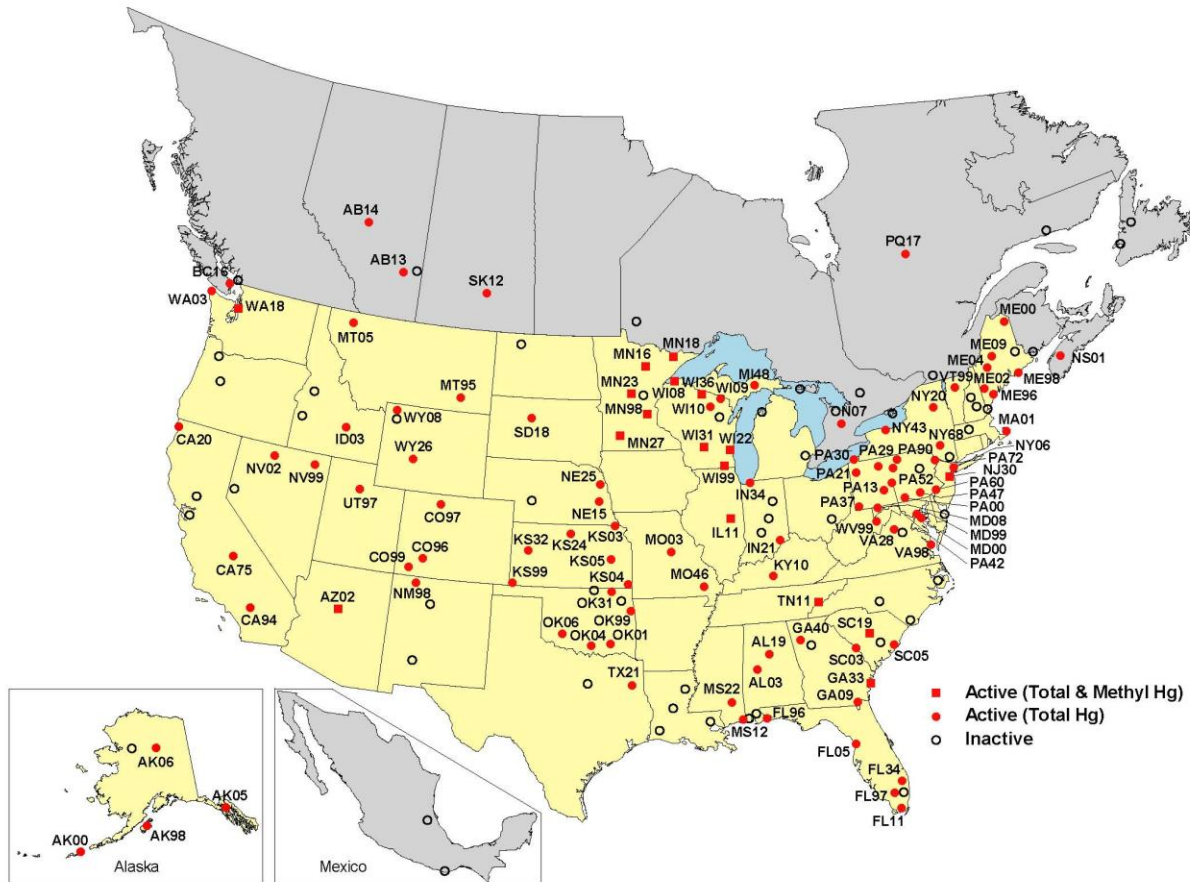 AB14
PQ17
AB13
BC16
SK12
WA03
WA18
ME00
MT05
MN18
MN16
ME09
NS01
ME04
VT99
MI48
WI36
WI09
ME02
ME98
MN23
WI08
MT95
WY08
WI10
ON07
NY20
ME96
MN98
MA01
SD18
CA20
ID03
NY43
MN27
WI31
WI22
NY68
NY06
WY26
PA30
PA29
PA90
PA72
NV02
NV99
WI99
PA21
NJ30
UT97
NE25
IN34
PA13
PA52
PA60
PA47
NE15
PA37
PA00
CO97
MD08
IL11
WV99
MD99
KS32
KS24
KS03
MO03
IN21
VA28
MD00
CO99
CO96
KS05
VA98
PA42
CA75
KS99
KS04
MO46
KY10
NM98
AZ02
OK31
TN11
CA94
OK99
OK06
OK04
OK01
GA40
SC19
AL19
SC03
SC05
TX21
AL03
GA33
MS22
GA09
FL96
MS12
FL05
FL34
FL97
FL11
Active (Total & Methyl Hg)
Active (Total Hg)
Inactive
AK06
AK05
AK98
AK00
Alaska
Mexico